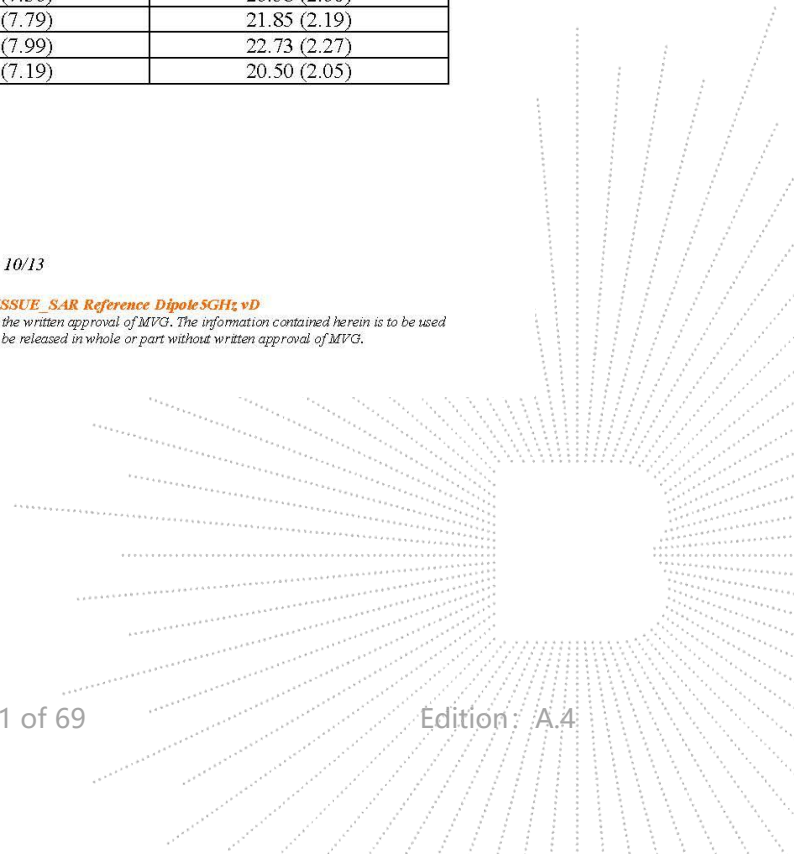 (7.79) 21.85 (2.19)
(7.99) 22.73 (2.27)
(7.19) 20.50 (2.05)
10/13
SSUE_SAR Reference Dipole5GHz vD
the written approval of MVG. The information contained herein is to be used
be released in whole or part without written approval of MVG.
1 of 69 Edition：A.4